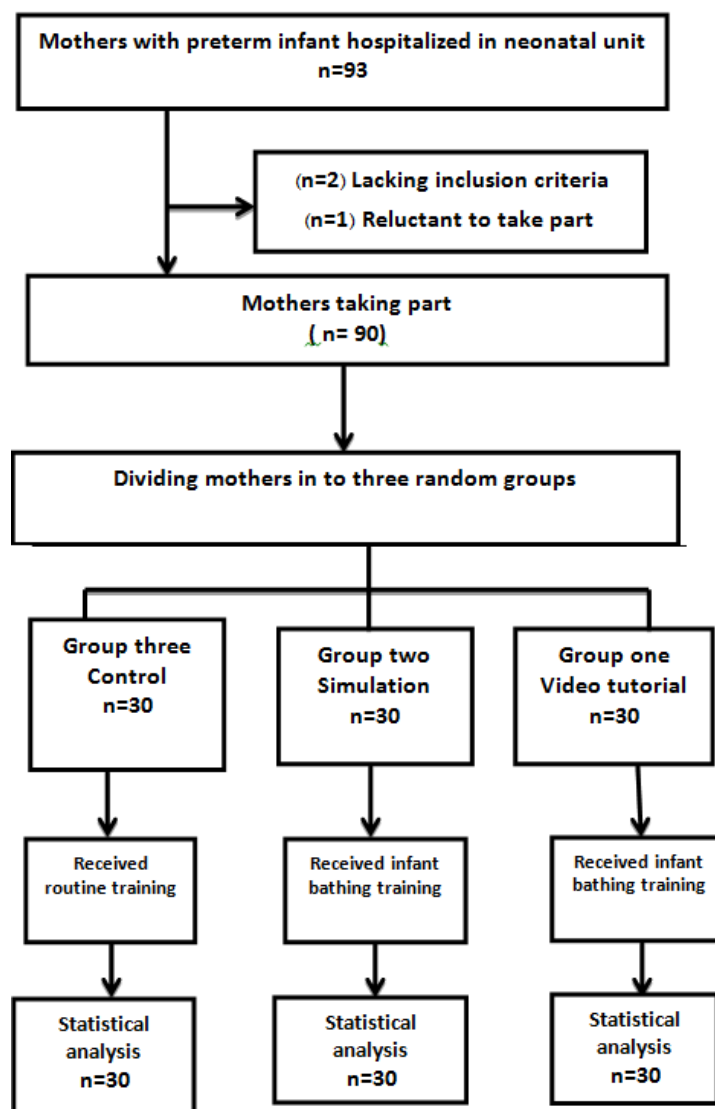 Mothers with preterm infant hospitalized in neonatal unit
n=93
(n=2) Lacking inclusion criteria
(n=1) Reluctant to take part
Mothers taking part
( n= 90)
Dividing mothers in to three random groups
Group three
Control
n=30
Group two
Simulation
n=30
Group one
Video tutorial
n=30
Received
routine training
Received infant
bathing training
Received infant
bathing training
Statistical
analysis
n=30
Statistical
analysis
n=30
Statistical
analysis
n=30